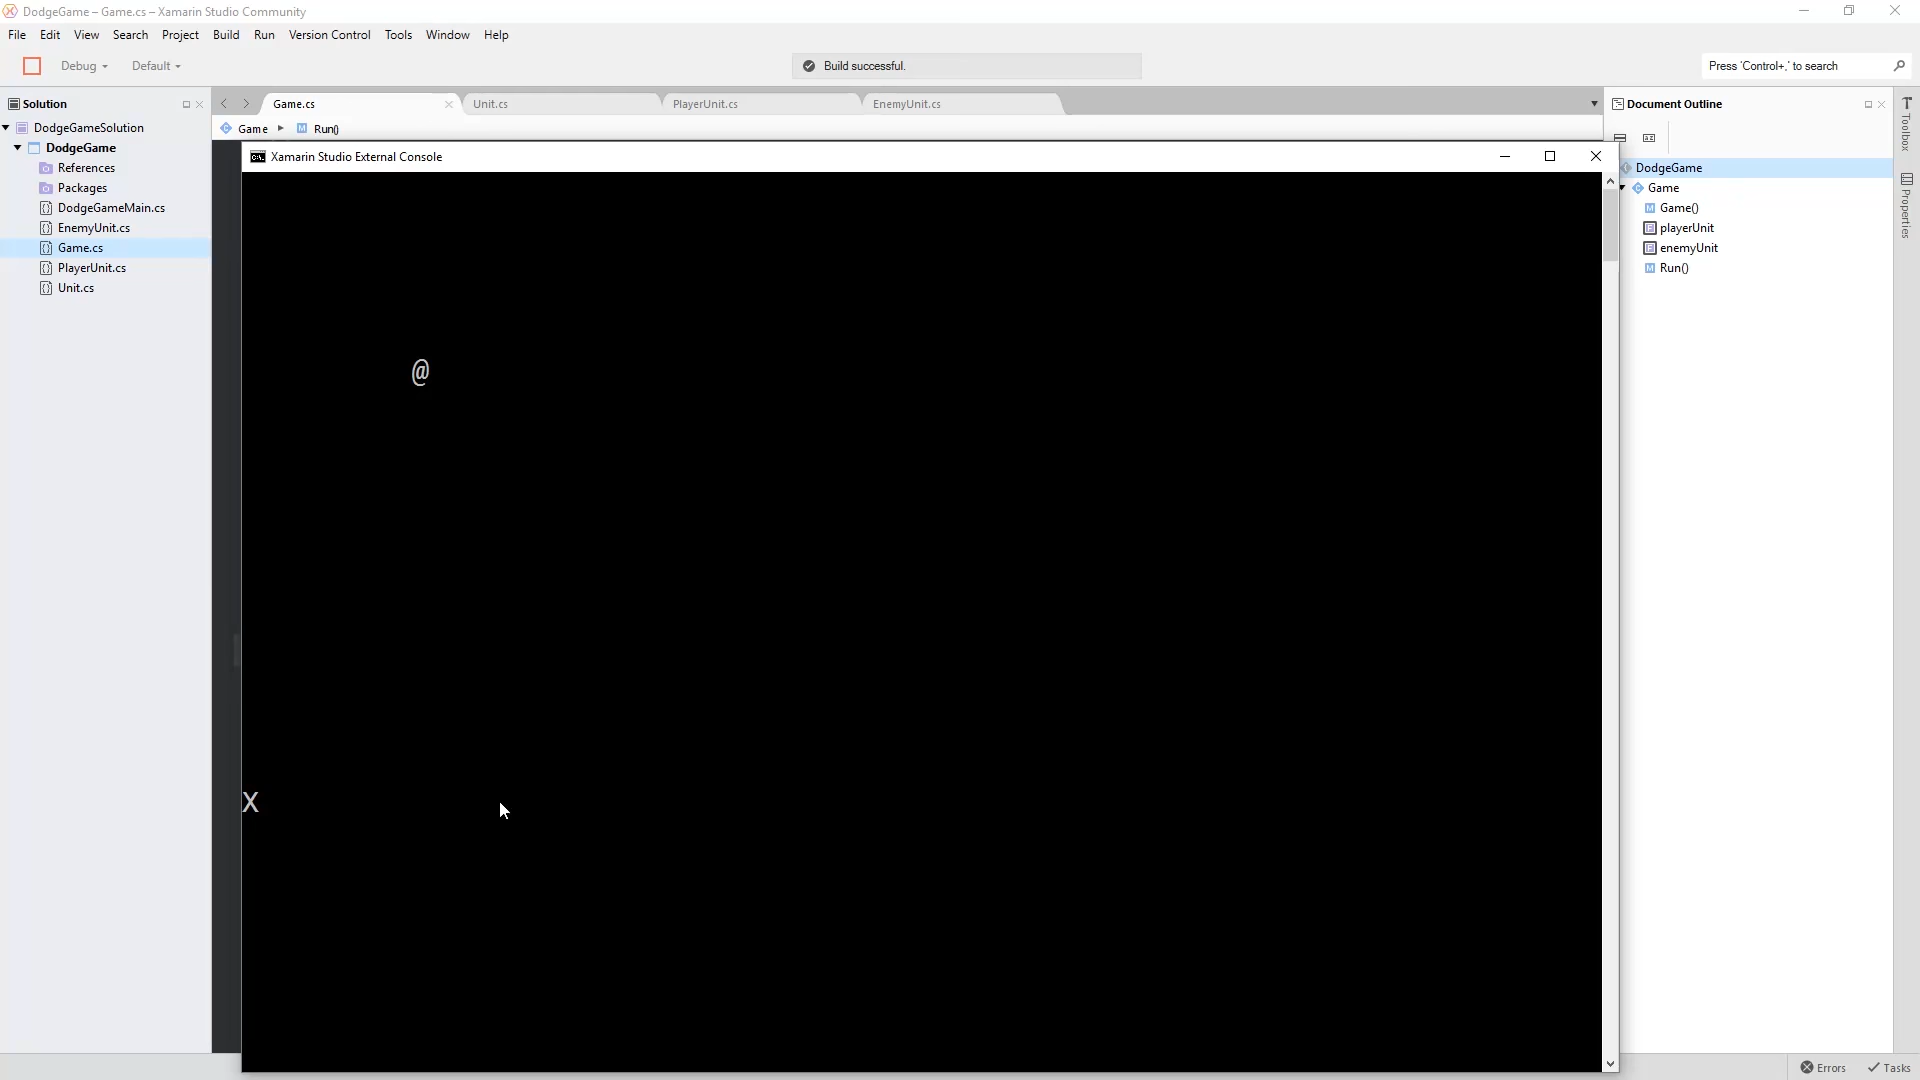 DodgeGame – Game.cs – Xamarin Studio Community
File Edit View Search Project Build Run Version Control Tools Window Help
Debug Default Build successful. Press 'Control+,' to search
Solution
DodgeGameSolution
DodgeGame
References
Packages
DodgeGameMain.cs
EnemyUnit.cs
Game.cs
PlayerUnit.cs
Unit.cs
Game.cs Unit.cs PlayerUnit.cs EnemyUnit.cs
Game Run()
Xamarin Studio External Console
@
X
Document Outline
DodgeGame
Game
Game()
playerUnit
enemyUnit
Run()
Toolbox
Properties
Errors Tasks